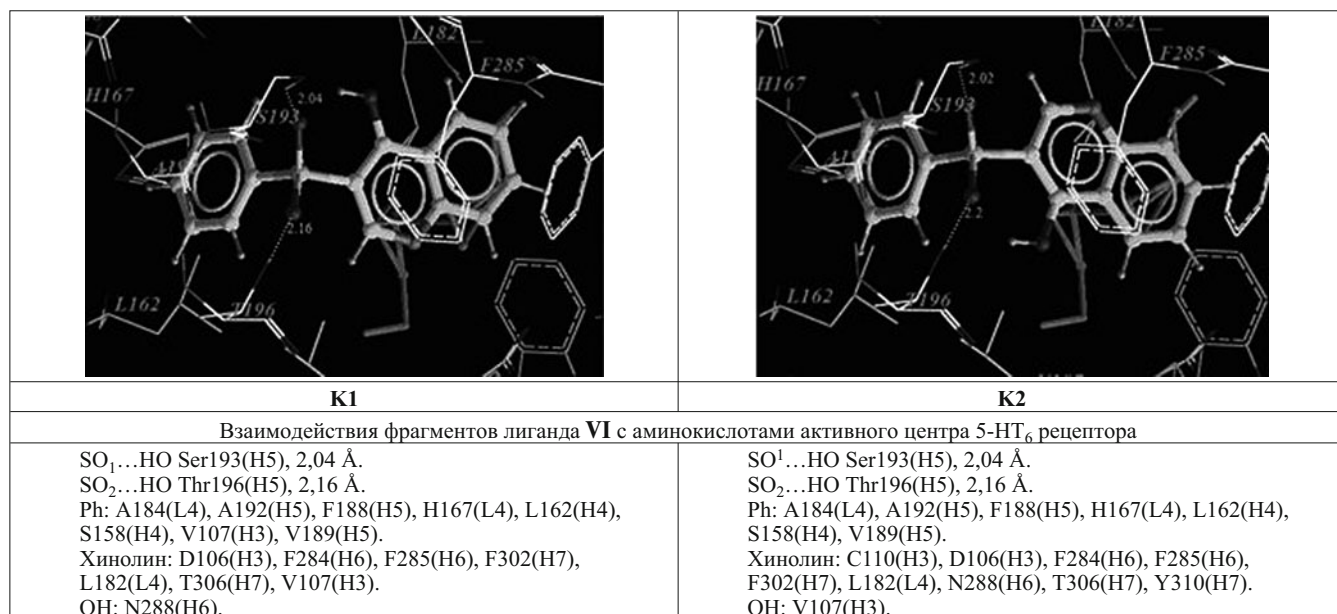 L182
F285
H167
S193
2.04
2.16
L162
T196
L182
F285
H167
S193
2.02
2.2
L162
T196
K1
K2
Взаимодействия фрагментов лиганда VI с аминокислотами активного центра 5-HT₆ рецептора
SO₁...HO Ser193(H5), 2,04 Å.
SO₂...HO Thr196(H5), 2,16 Å.
Ph: A184(L4), A192(H5), F188(H5), H167(L4), L162(H4),
S158(H4), V107(H3), V189(H5).
Хинолин: D106(H3), F284(H6), F285(H6), F302(H7),
L182(L4), T306(H7), V107(H3).
OH: N288(H6).
SO¹...HO Ser193(H5), 2,04 Å.
SO₂...HO Thr196(H5), 2,16 Å.
Ph: A184(L4), A192(H5), F188(H5), H167(L4), L162(H4),
S158(H4), V189(H5).
Хинолин: C110(H3), D106(H3), F284(H6), F285(H6),
F302(H7), L182(L4), N288(H6), T306(H7), Y310(H7).
OH: V107(H3).